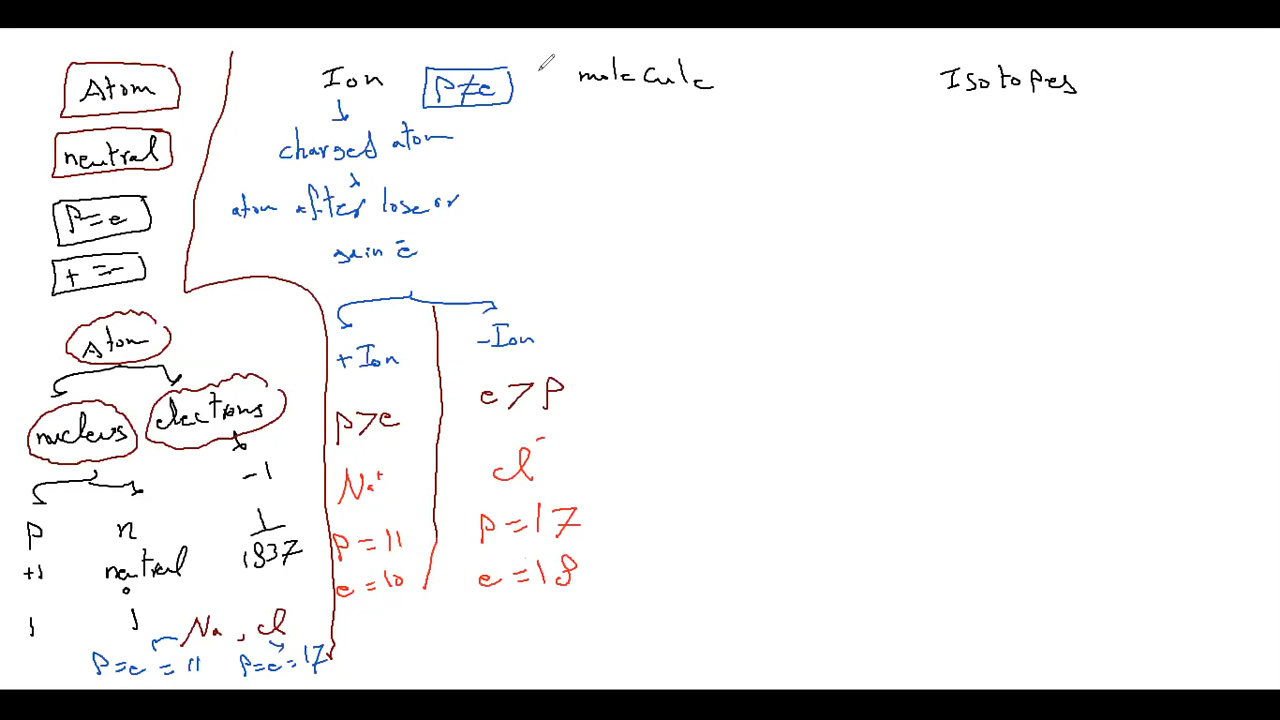 Atom
neutral
P=e
+ = -
Atom
nucleus electrons
p n
+1 neutral
0
1 1
-1
1
1837
Na , Cl
P=e=11 P=e=17
Ion P≠e
charged atom
atom after lose or
gain e⁻
+Ion
p>e
Na⁺
P=11
e=10
-Ion
e>P
Cl⁻
P=17
e=18
molecule
Isotopes